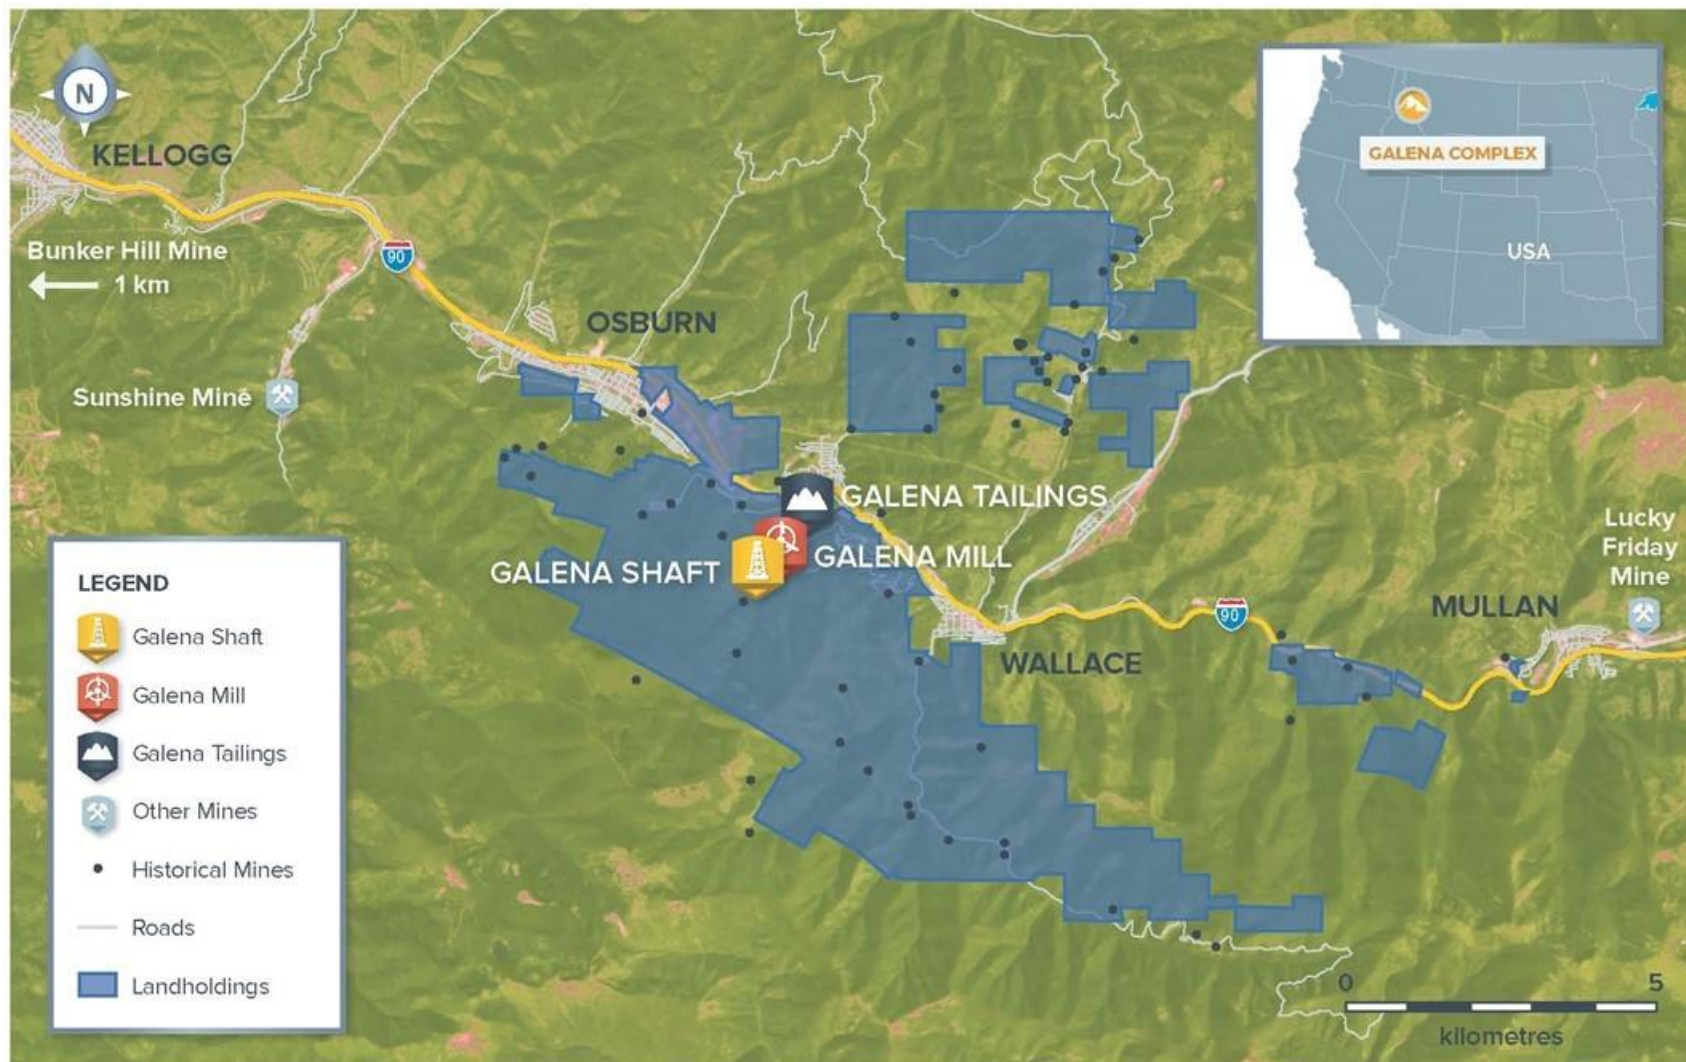 N
KELLOGG
Bunker Hill Mine
1 km
90
OSBURN
Sunshine Mine
GALENA COMPLEX
USA
GALENA TAILINGS
GALENA MILL
GALENA SHAFT
Lucky
Friday
Mine
MULLAN
90
WALLACE
LEGEND
Galena Shaft
Galena Mill
Galena Tailings
Other Mines
Historical Mines
Roads
Landholdings
0 5
kilometres